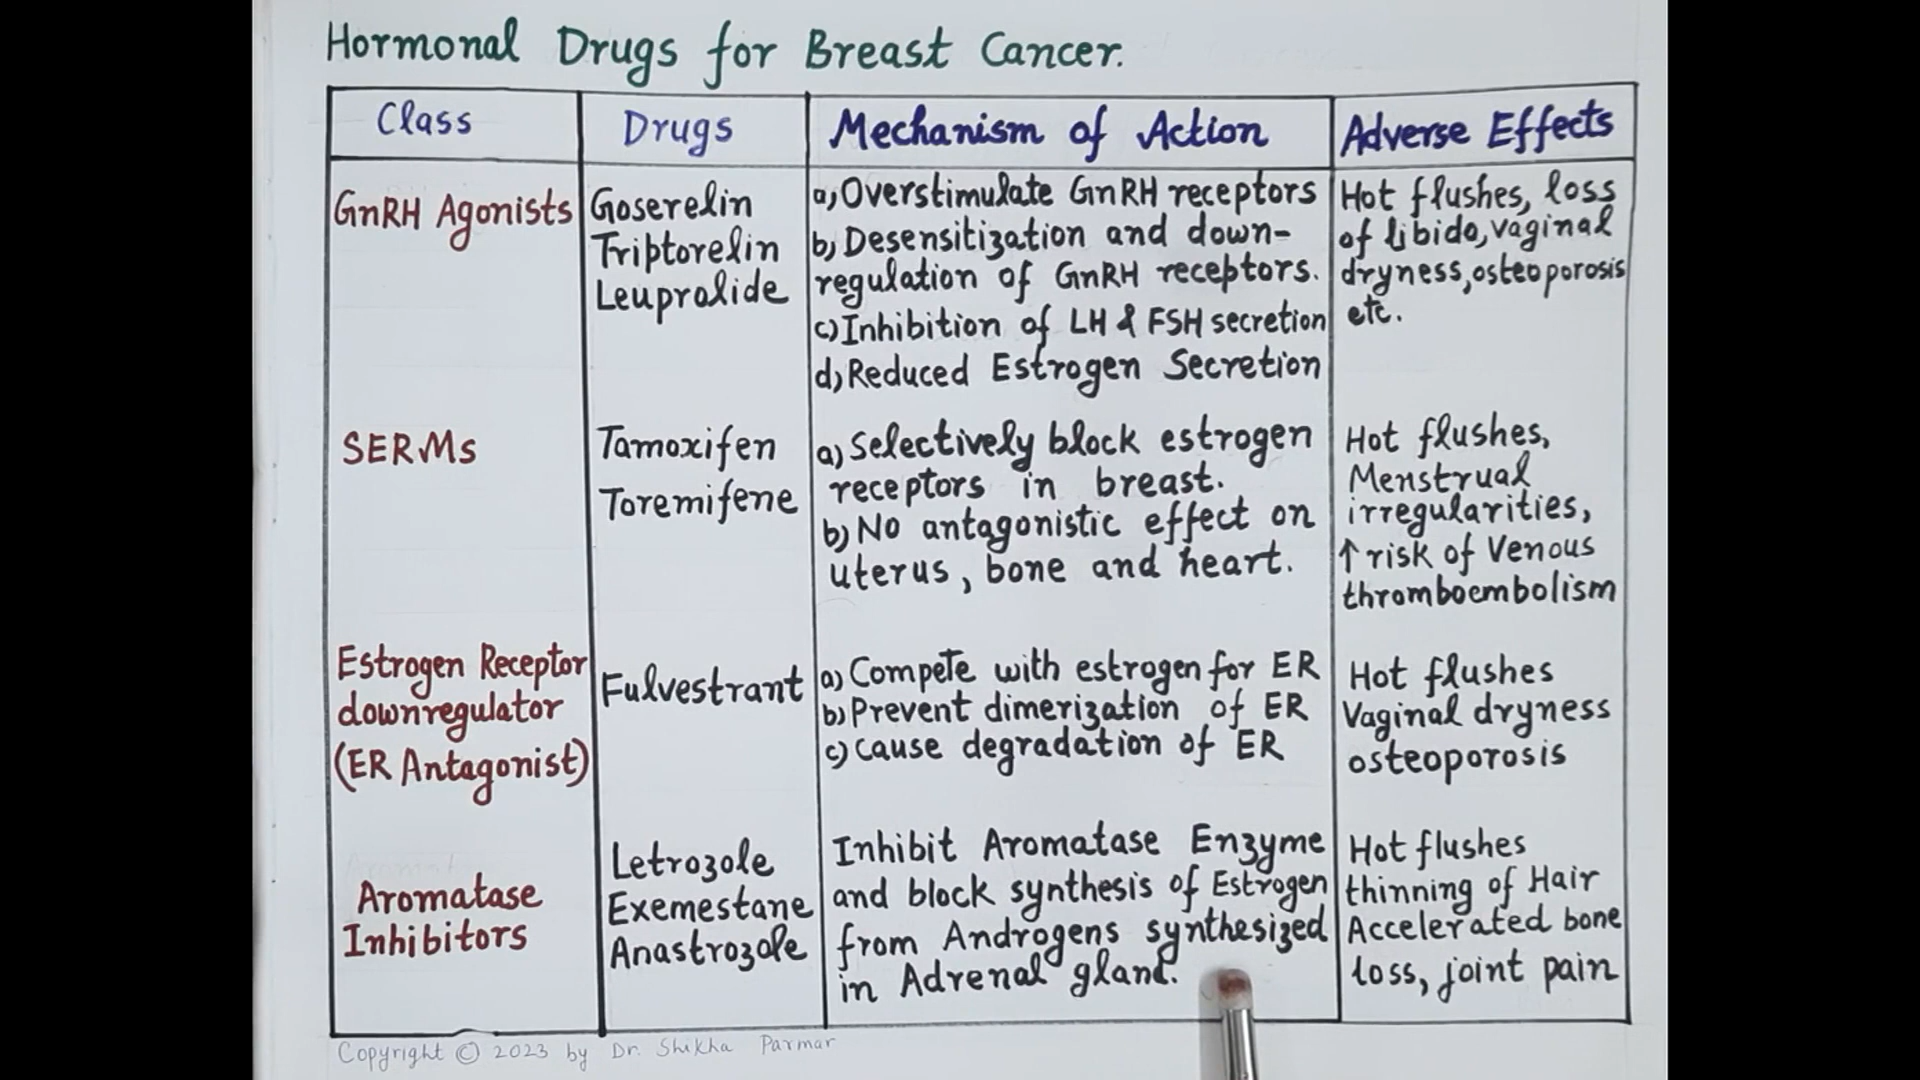 Hormonal Drugs for Breast Cancer.
Class
Drugs
Mechanism of Action
Adverse Effects
GnRH Agonists
Goserelin
Triptorelin
Leuprolide
a) Overstimulate GnRH receptors
b) Desensitization and down-
regulation of GnRH receptors.
c) Inhibition of LH & FSH secretion
d) Reduced Estrogen Secretion
Hot flushes, loss
of libido, vaginal
dryness, osteoporosis
etc.
SERMs
Tamoxifen
Toremifene
a) Selectively block estrogen
receptors in breast.
b) No antagonistic effect on
uterus, bone and heart.
Hot flushes,
Menstrual
irregularities,
↑ risk of Venous
thromboembolism
Estrogen Receptor
downregulator
(ER Antagonist)
Fulvestrant
a) Compete with estrogen for ER
b) Prevent dimerization of ER
c) Cause degradation of ER
Hot flushes
Vaginal dryness
osteoporosis
Aromatase
Inhibitors
Letrozole
Exemestane
Anastrozole
Inhibit Aromatase Enzyme
and block synthesis of Estrogen
from Androgens synthesized
in Adrenal gland.
Hot flushes
thinning of Hair
Accelerated bone
loss, joint pain
Copyright © 2023 by Dr. Shikha Parmar